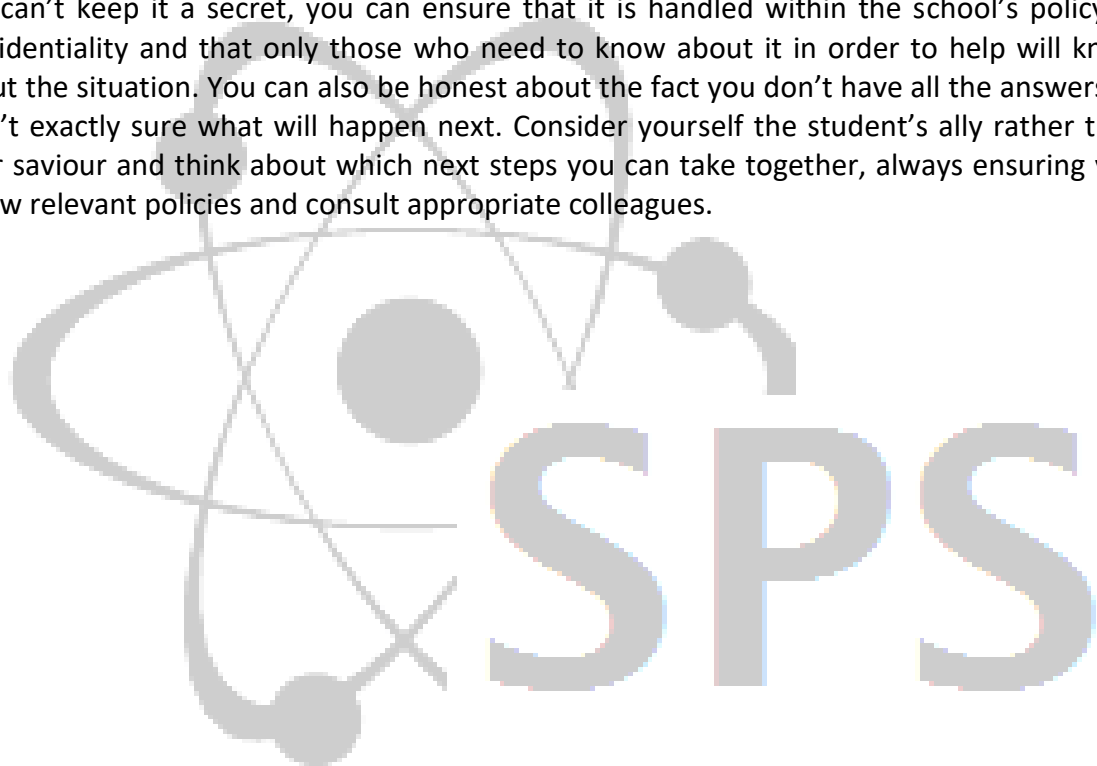 can't keep it a secret, you can ensure that it is handled within the school's policy
identiality and that only those who need to know about it in order to help will kn
ut the situation. You can also be honest about the fact you don't have all the answers
't exactly sure what will happen next. Consider yourself the student's ally rather t
r saviour and think about which next steps you can take together, always ensuring y
w relevant policies and consult appropriate colleagues.
SPS